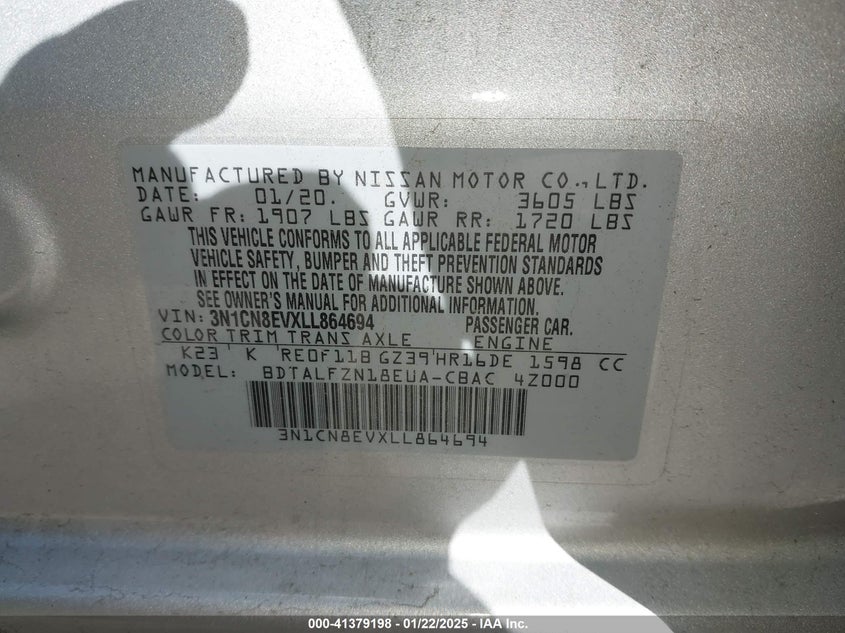 MANUFACTURED BY NISSAN MOTOR CO., LTD.
DATE: 01/20. GVWR: 3605 LBS
GAWR FR: 1907 LBS GAWR RR: 1720 LBS
THIS VEHICLE CONFORMS TO ALL APPLICABLE FEDERAL MOTOR
VEHICLE SAFETY, BUMPER AND THEFT PREVENTION STANDARDS
IN EFFECT ON THE DATE OF MANUFACTURE SHOWN ABOVE.
SEE OWNER'S MANUAL FOR ADDITIONAL INFORMATION.
VIN: 3N1CN8EVXLL864694 PASSENGER CAR.
COLOR TRIM TRANS AXLE ENGINE
K23 K RE0F11B GZ39 HR16DE 1598 CC
MODEL: BDTALFZN18EUA-CBAC 4Z000
3N1CN8EVXLL864694
000-41379198 - 01/22/2025 - IAA Inc.